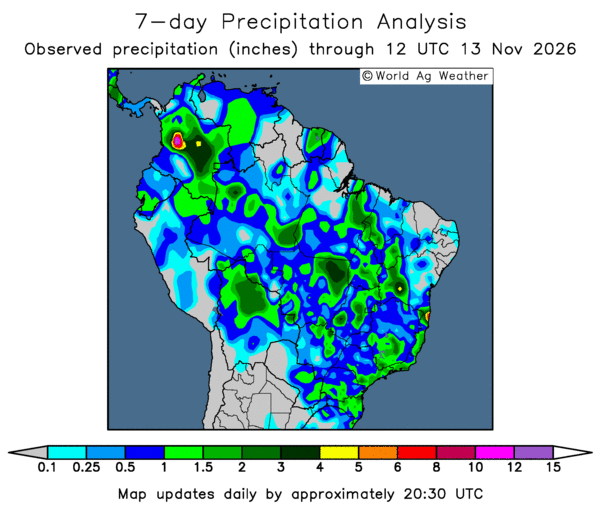 7-day Precipitation Analysis
Observed precipitation (inches) through 12 UTC 13 Nov 2026
©World Ag Weather
0.1 0.25 0.5 1 1.5 2 3 4 5 6 8 10 12 15
Map updates daily by approximately 20:30 UTC